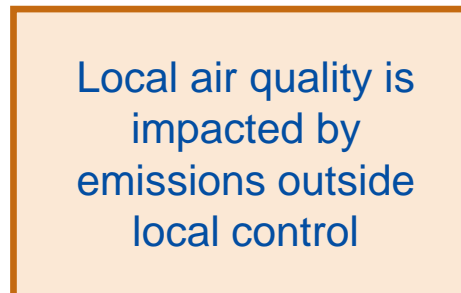 Local air quality is
impacted by
emissions outside
local control